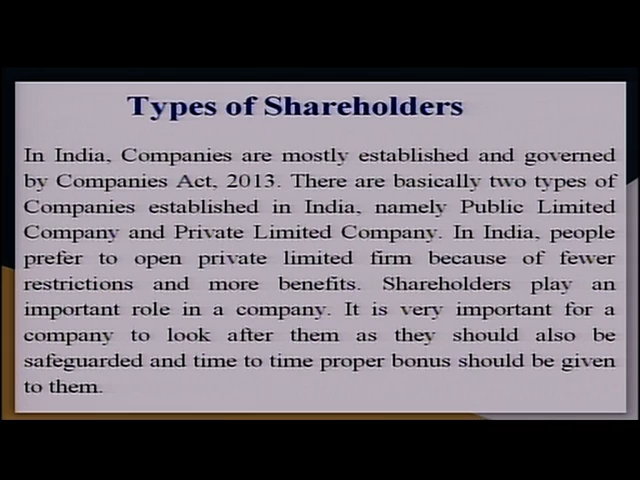 Types of Shareholders
In India, Companies are mostly established and governed
by Companies Act, 2013. There are basically two types of
Companies established in India, namely Public Limited
Company and Private Limited Company. In India, people
prefer to open private limited firm because of fewer
restrictions and more benefits. Shareholders play an
important role in a company. It is very important for a
company to look after them as they should also be
safeguarded and time to time proper bonus should be given
to them.